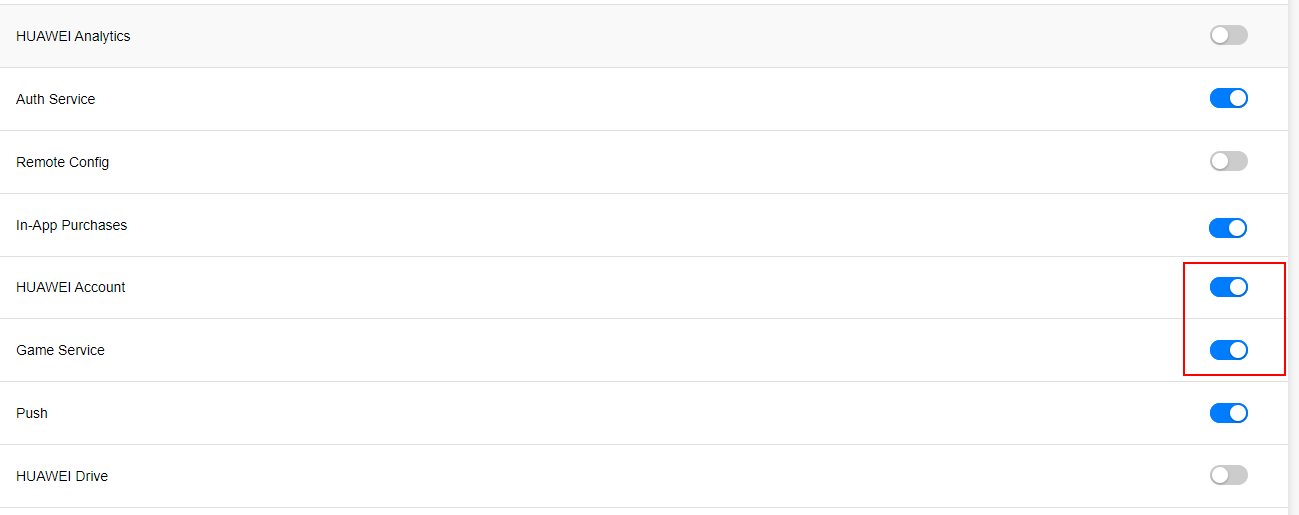 HUAWEI Analytics
Auth Service
Remote Config
In-App Purchases
HUAWEI Account
Game Service
Push
HUAWEI Drive